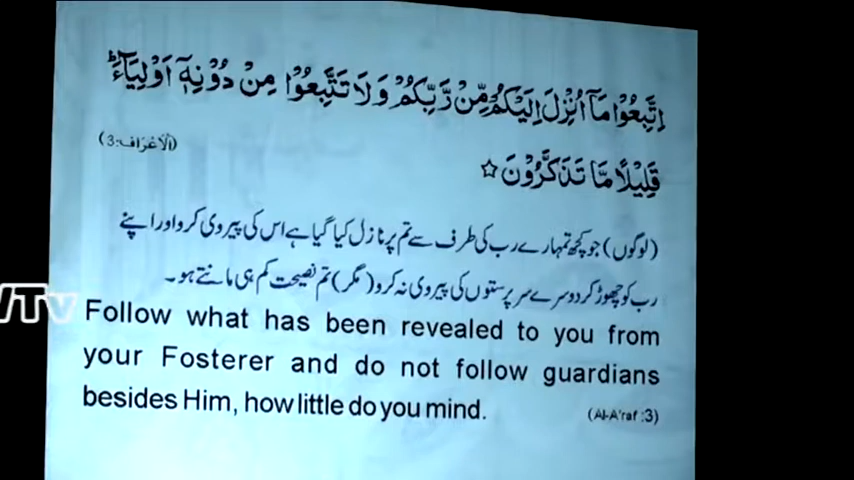 اِتَّبِعُوْا مَآ اُنْزِلَ اِلَيْكُمْ مِّنْ رَّبِّكُمْ وَلَا تَتَّبِعُوْا مِنْ دُوْنِهٖٓ اَوْلِيَآءَ ؕ
قَلِيْلًا مَّا تَذَكَّرُوْنَ ☆
(الْاَعْرَاف:3)
(لوگوں) جو کچھ تمہارے رب کی طرف سے تم پر نازل کیا گیا ہے اس کی پیروی کرو اور اپنے
رب کو چھوڑ کر دوسرے سرپرستوں کی پیروی نہ کرو (مگر) تم نصیحت کم ہی مانتے ہو۔
Follow what has been revealed to you from
your Fosterer and do not follow guardians
besides Him, how little do you mind.
(Al-A'raf :3)
iTv